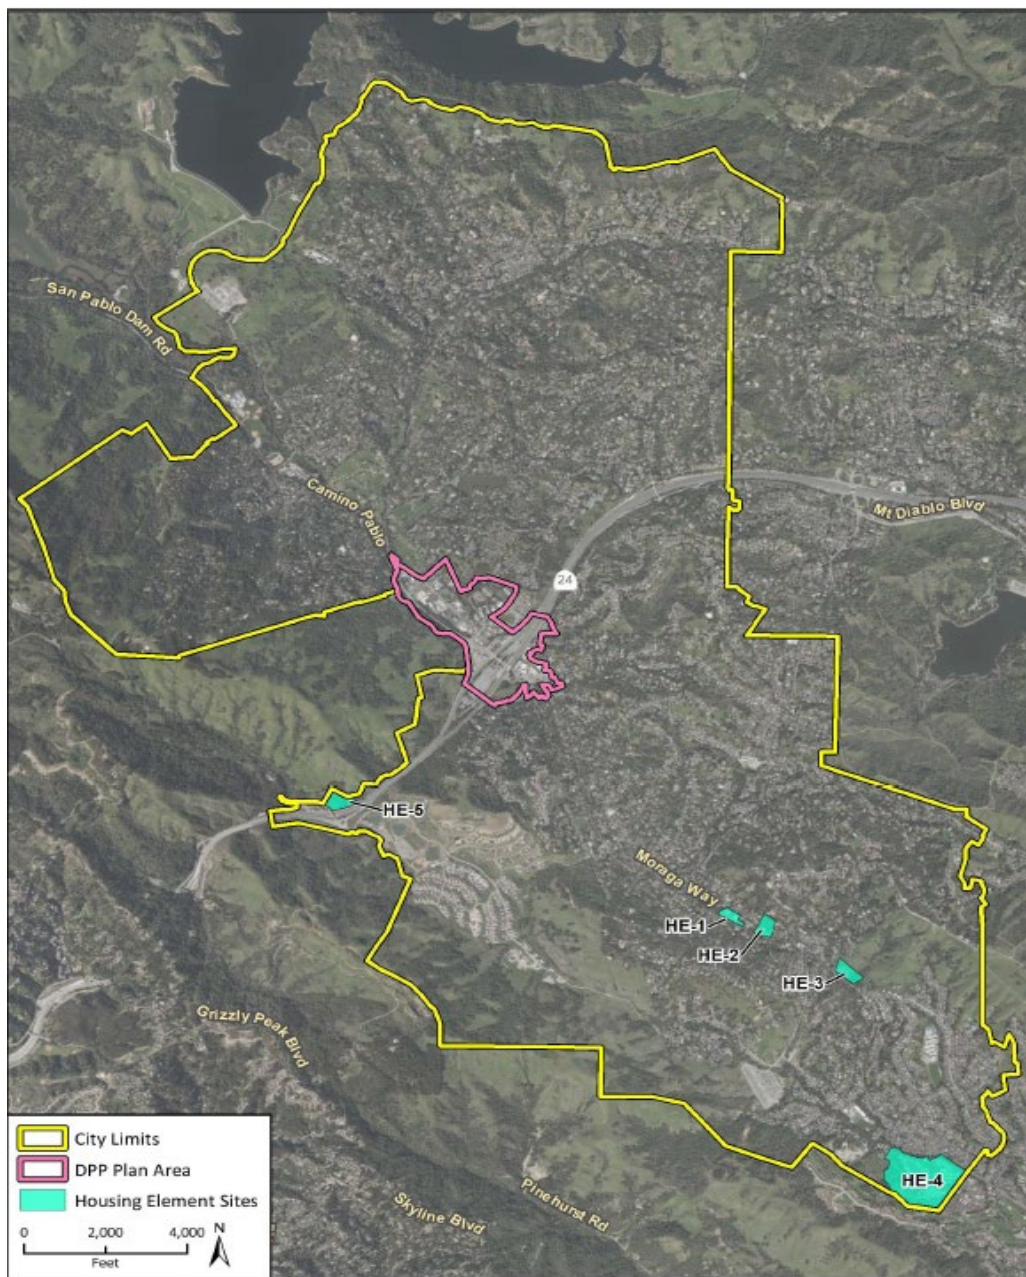 San Pablo Dam Rd
Camino Pablo
Mt Diablo Blvd
24
HE-5
Moraga Way
HE-1
HE-2
HE-3
Grizzly Peak Blvd
HE-4
Pinehurst Rd
Skyline Blvd
City Limits
DPP Plan Area
Housing Element Sites
0 2,000 4,000
Feet
N